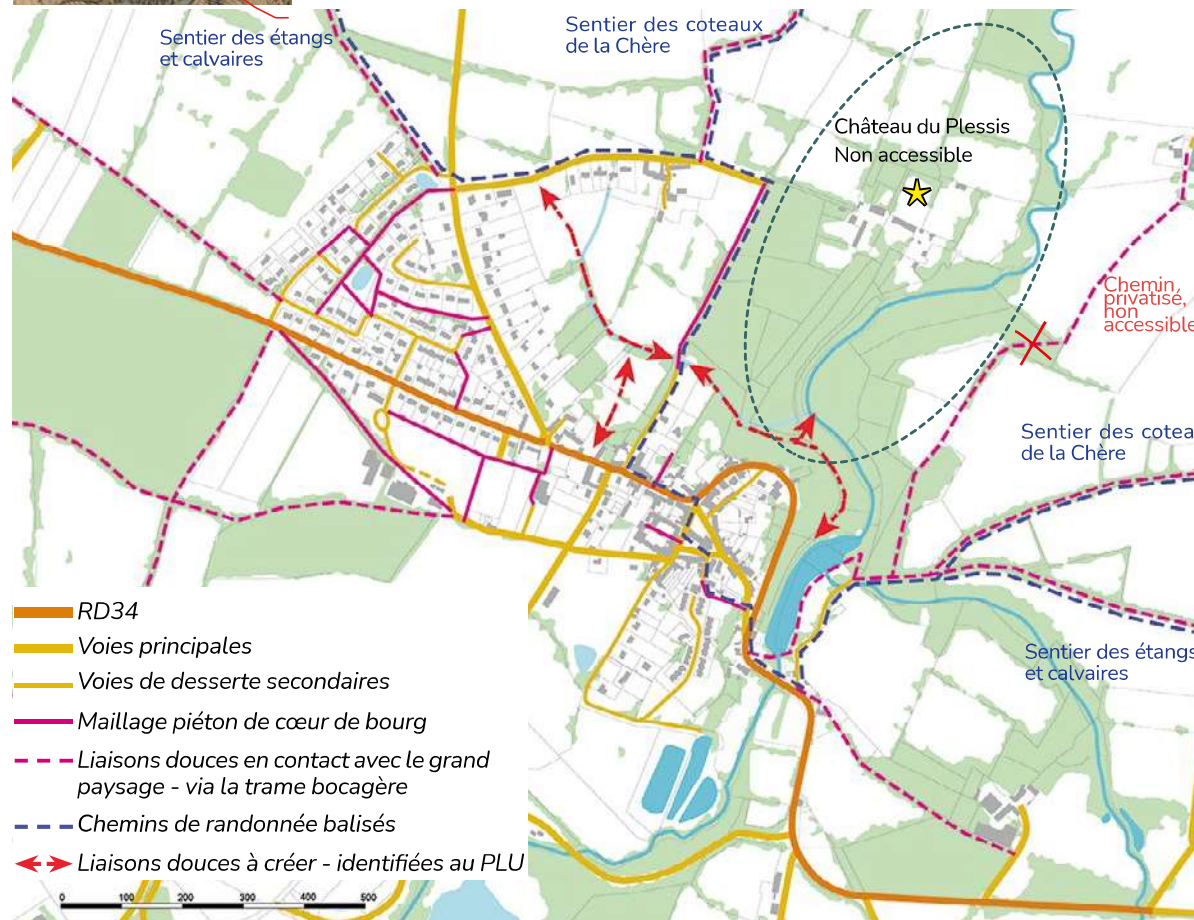 Sentier des étangs
et calvaires
Sentier des coteaux
de la Chère
Château du Plessis
Non accessible
Chemin
privatisé,
non
accessible
Sentier des cotea
de la Chère
Sentier des étangs
et calvaires
RD34
Voies principales
Voies de desserte secondaires
Maillage piéton de cœur de bourg
Liaisons douces en contact avec le grand
paysage - via la trame bocagère
Chemins de randonnée balisés
Liaisons douces à créer - identifiées au PLU
0 100 200 300 400 500